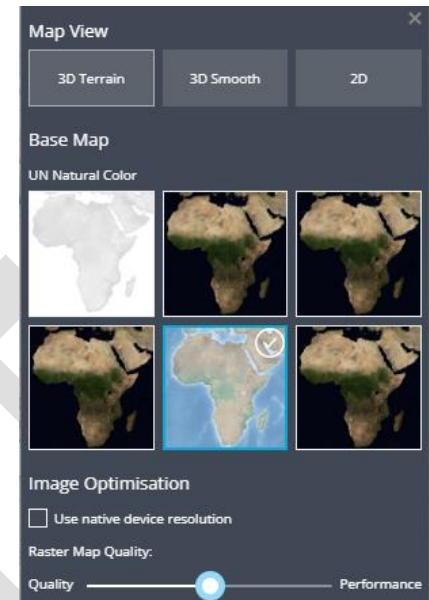 Map View
3D Terrain 3D Smooth 2D
Base Map
UN Natural Color
Image Optimisation
Use native device resolution
Raster Map Quality:
Quality Performance